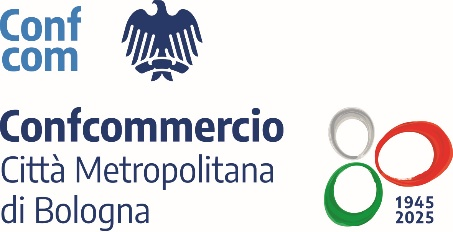 Conf
com
Confcommercio
Città Metropolitana
di Bologna
1945
2025